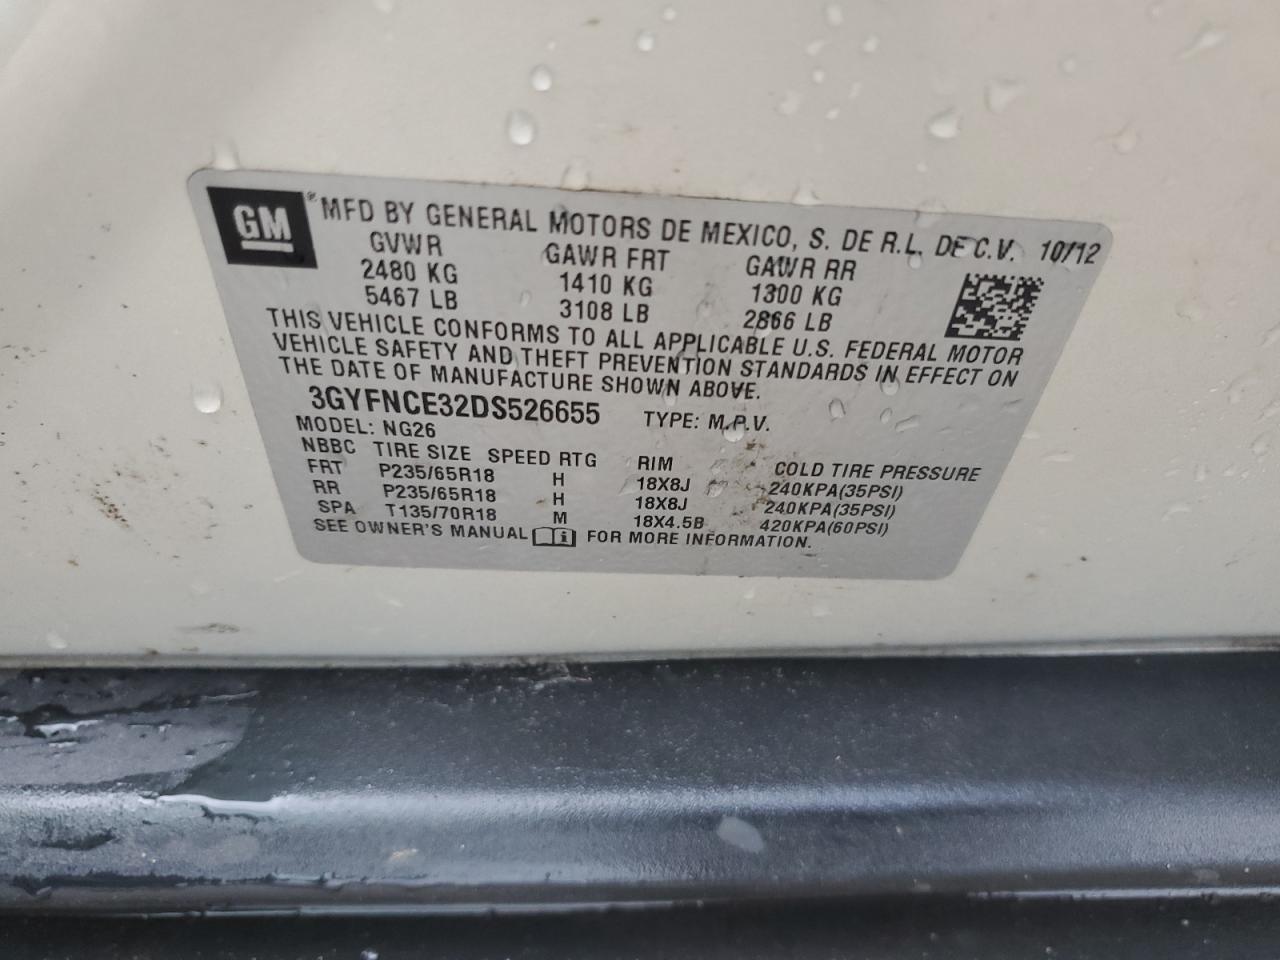 GM ® MFD BY GENERAL MOTORS DE MEXICO, S. DE R.L. DE C.V. 10/12
GVWR GAWR FRT GAWR RR
2480 KG 1410 KG 1300 KG
5467 LB 3108 LB 2866 LB
THIS VEHICLE CONFORMS TO ALL APPLICABLE U.S. FEDERAL MOTOR
VEHICLE SAFETY AND THEFT PREVENTION STANDARDS IN EFFECT ON
THE DATE OF MANUFACTURE SHOWN ABOVE.
3GYFNCE32DS526655 TYPE: M.P.V.
MODEL: NG26
NBBC TIRE SIZE SPEED RTG RIM COLD TIRE PRESSURE
FRT P235/65R18 H 18X8J 240KPA(35PSI)
RR P235/65R18 H 18X8J 240KPA(35PSI)
SPA T135/70R18 M 18X4.5B 420KPA(60PSI)
SEE OWNER'S MANUAL i FOR MORE INFORMATION.